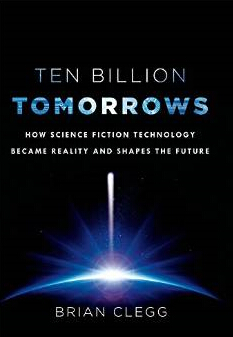 TEN BILLION
TOMORROWS
HOW SCIENCE FICTION TECHNOLOGY
BECAME REALITY AND SHAPES THE FUTURE
BRIAN CLEGG